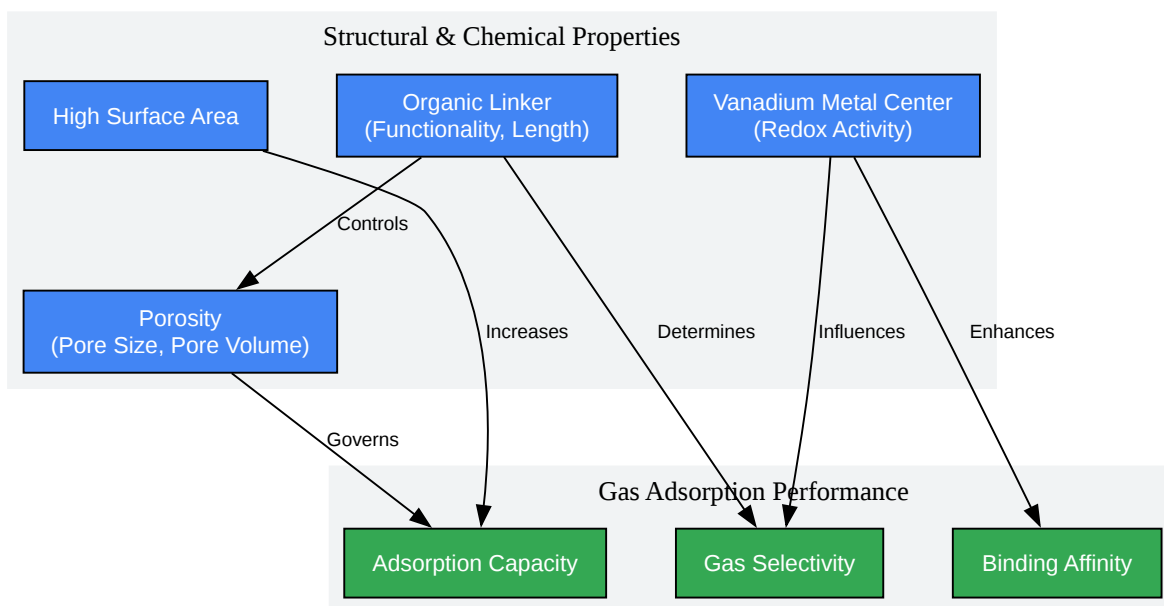 Structural & Chemical Properties
High Surface Area
Organic Linker
(Functionality, Length)
Vanadium Metal Center
(Redox Activity)
Controls
Porosity
(Pore Size, Pore Volume)
Increases
Determines
Influences
Enhances
Governs
Gas Adsorption Performance
Adsorption Capacity
Gas Selectivity
Binding Affinity